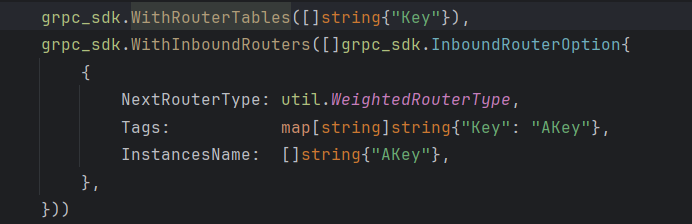 grpc_sdk.WithRouterTables([]string{"Key"}),
grpc_sdk.WithInboundRouters([]grpc_sdk.InboundRouterOption{
{
NextRouterType: util.WeightedRouterType,
Tags: map[string]string{"Key": "AKey"},
InstancesName: []string{"AKey"},
},
}))